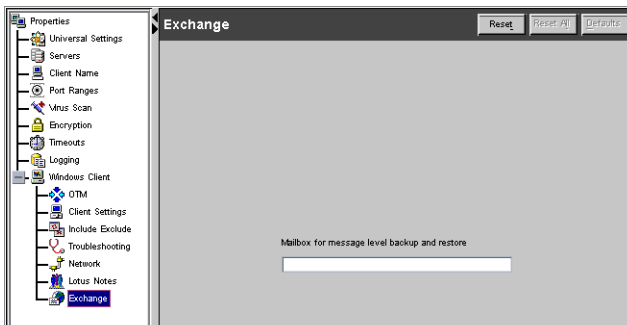 Properties
Universal Settings
Servers
Client Name
Port Ranges
Virus Scan
Encryption
Timeouts
Logging
Windows Client
OTM
Client Settings
Include Exclude
Troubleshooting
Network
Lotus Notes
Exchange
Exchange
Reset
Reset All
Defaults
Mailbox for message level backup and restore